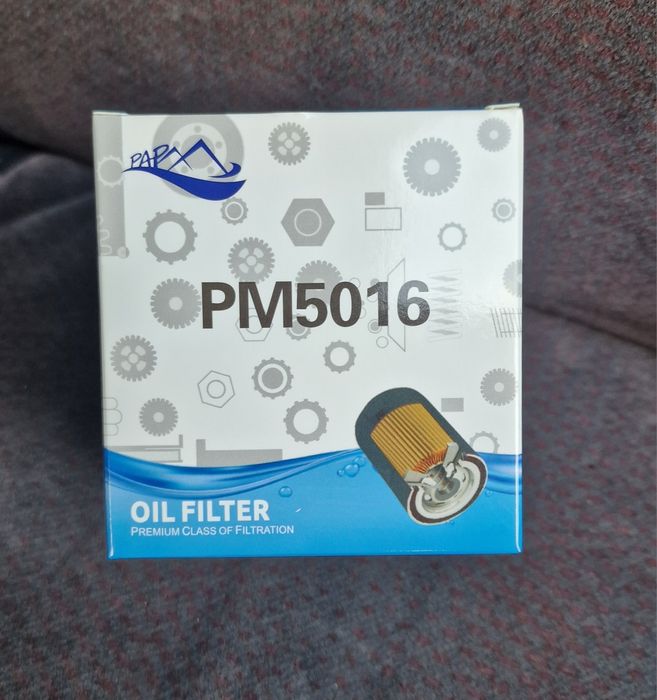 PAP
PM5016
OIL FILTER
PREMIUM CLASS OF FILTRATION